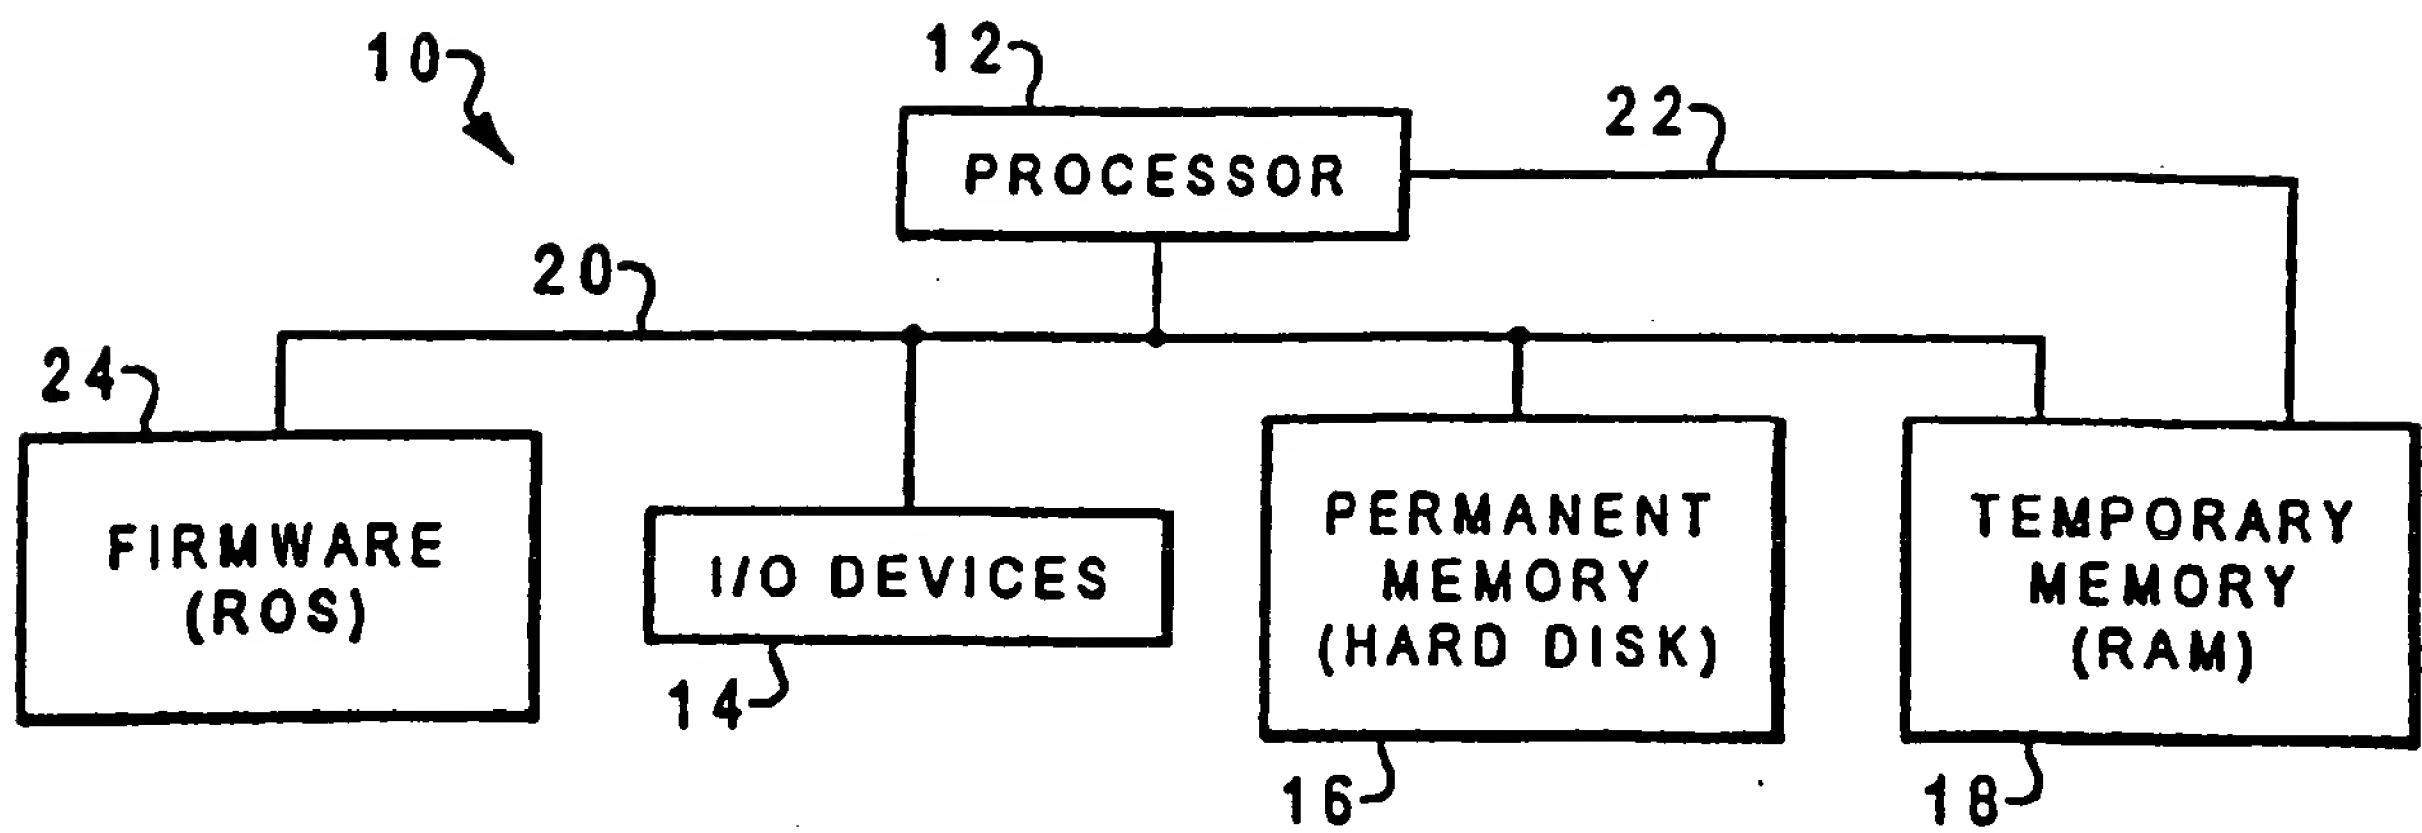 10
12
22
PROCESSOR
20
24
FIRMWARE
(ROS)
I/O DEVICES
14
PERMANENT
MEMORY
(HARD DISK)
16
TEMPORARY
MEMORY
(RAM)
18